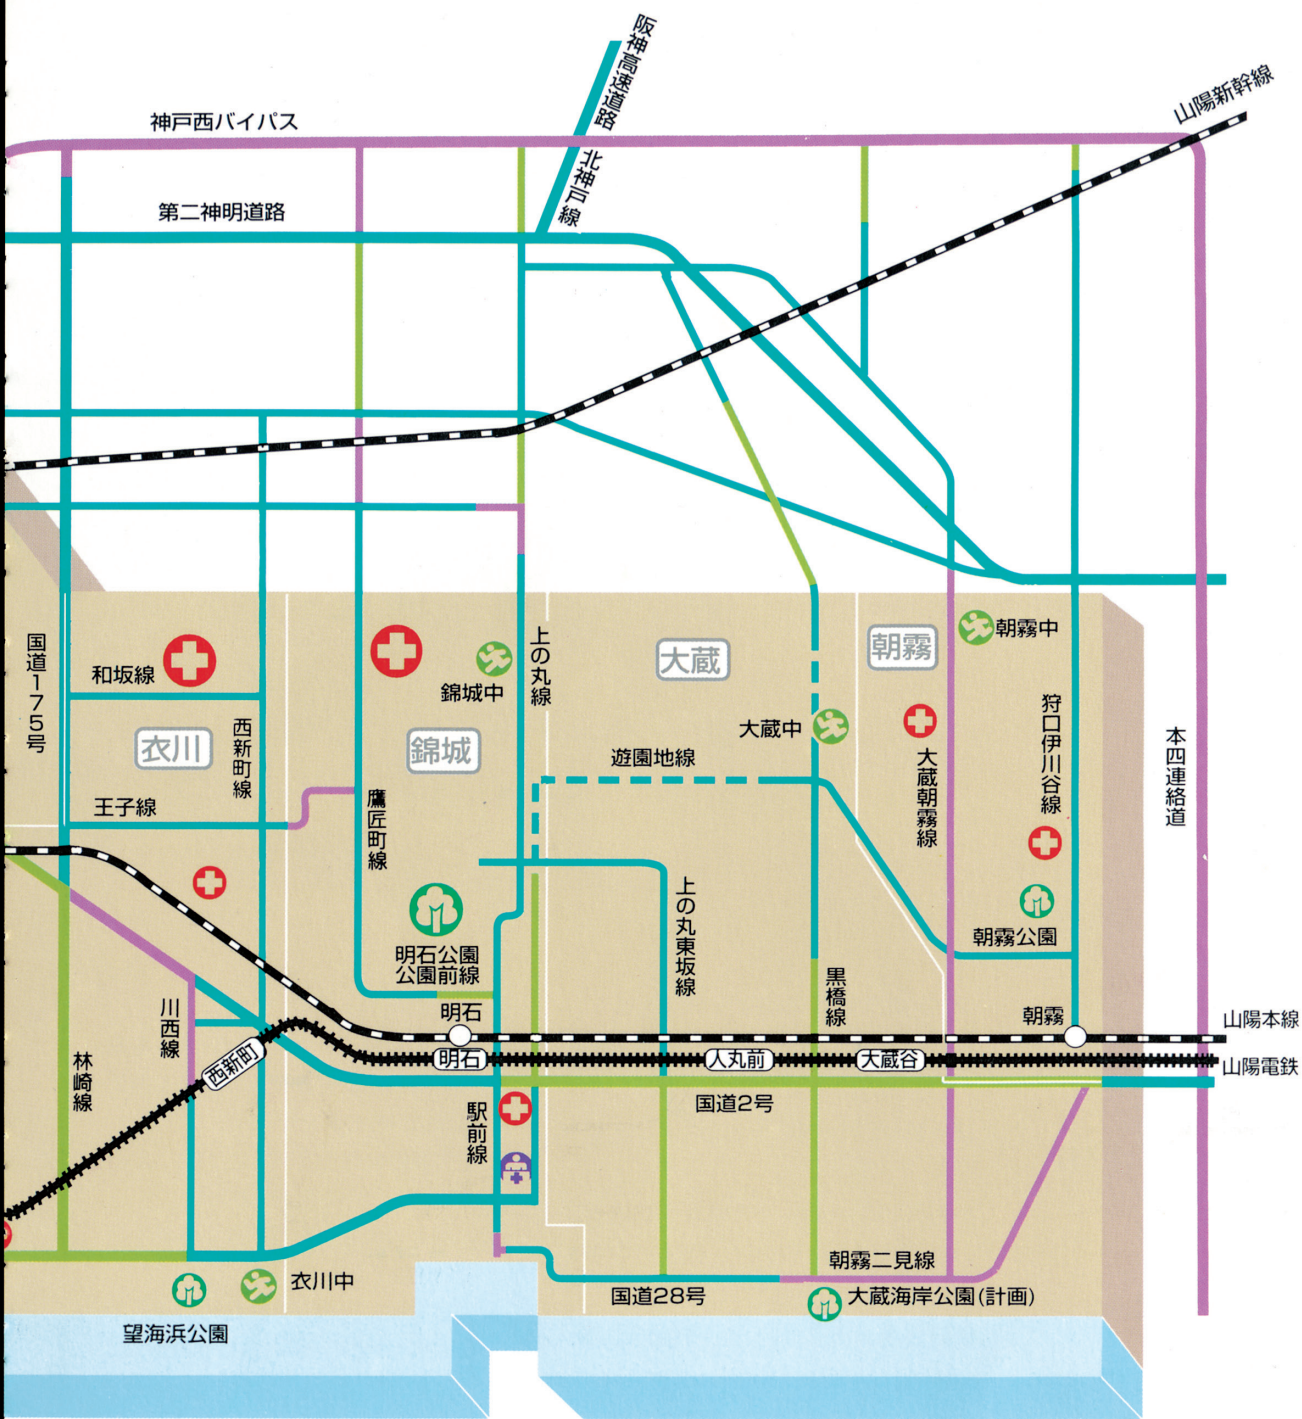 阪神高速道路 北神戸線
山陽新幹線
神戸西バイパス
第二神明道路
国道175号
和坂線
西新町線
衣川
王子線
錦城
錦城中
上の丸線
鷹匠町線
大蔵
大蔵中
遊園地線
朝霧
朝霧中
大蔵朝霧線
狩口伊川谷線
本四連絡道
明石公園
公園前線
上の丸東坂線
黒橋線
朝霧公園
川西線
林崎線
明石
朝霧
山陽本線
西新町
明石
人丸前
大蔵谷
山陽電鉄
駅前線
国道2号
衣川中
望海浜公園
朝霧二見線
国道28号
大蔵海岸公園(計画)